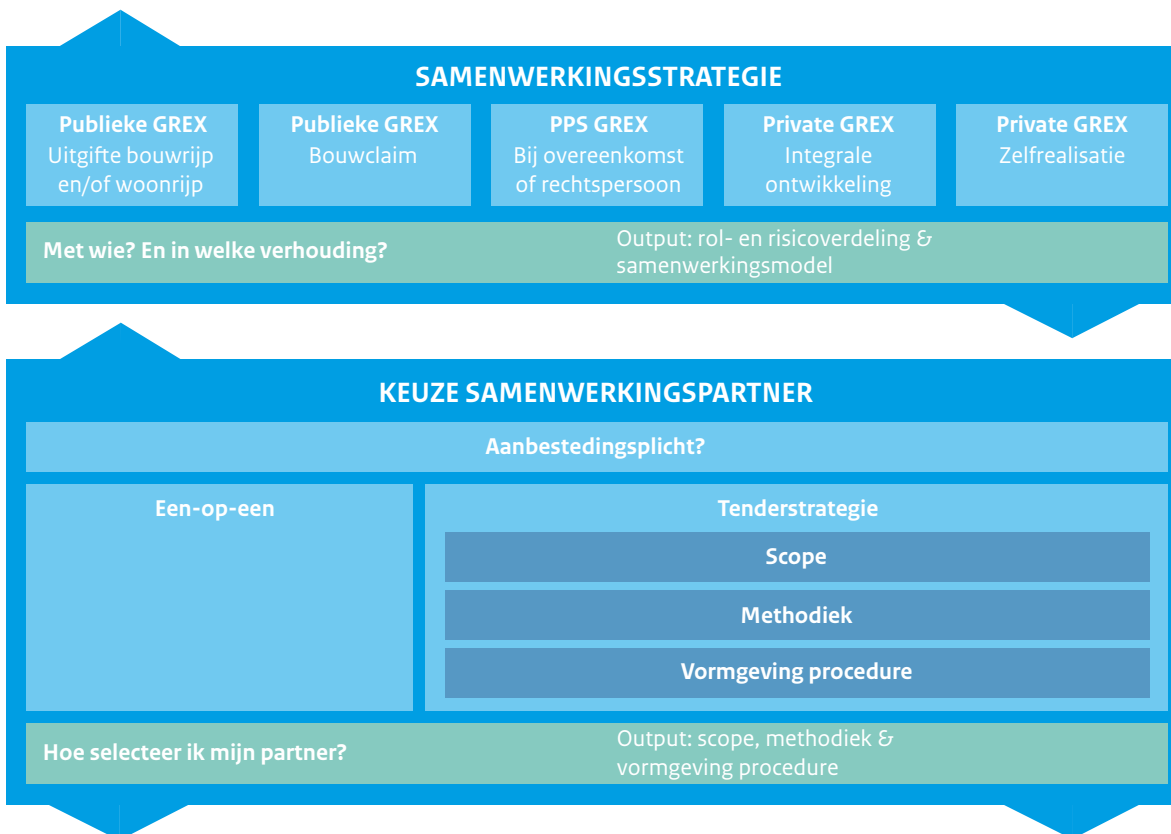 SAMENWERKINGSSTRATEGIE
Publieke GREX
Uitgifte bouwrijp
en/of woonrijp
Publieke GREX
Bouwclaim
PPS GREX
Bij overeenkomst
of rechtspersoon
Private GREX
Integrale
ontwikkeling
Private GREX
Zelfrealisatie
Met wie? En in welke verhouding?
Output: rol- en risicoverdeling &
samenwerkingsmodel
KEUZE SAMENWERKINGSPARTNER
Aanbestedingsplicht?
Een-op-een
Tenderstrategie
Scope
Methodiek
Vormgeving procedure
Hoe selecteer ik mijn partner?
Output: scope, methodiek &
vormgeving procedure